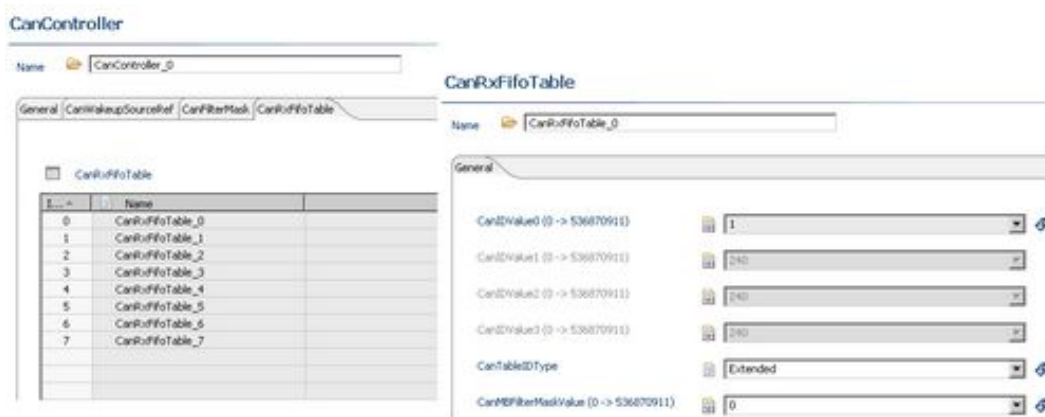 CanController
Name CanController_0
General CanWakeupSourceRef CanFilterMask CanRxFifoTable
CanRxFifoTable
I... Name
0 CanRxFifoTable_0
1 CanRxFifoTable_1
2 CanRxFifoTable_2
3 CanRxFifoTable_3
4 CanRxFifoTable_4
5 CanRxFifoTable_5
6 CanRxFifoTable_6
7 CanRxFifoTable_7
CanRxFifoTable
Name CanRxFifoTable_0
General
CanIDValue0 (0 -> 536870911) 1
CanIDValue1 (0 -> 536870911) 240
CanIDValue2 (0 -> 536870911) 240
CanIDValue3 (0 -> 536870911) 240
CanTableIDType Extended
CanMBFilterMaskValue (0 -> 536870911) 0